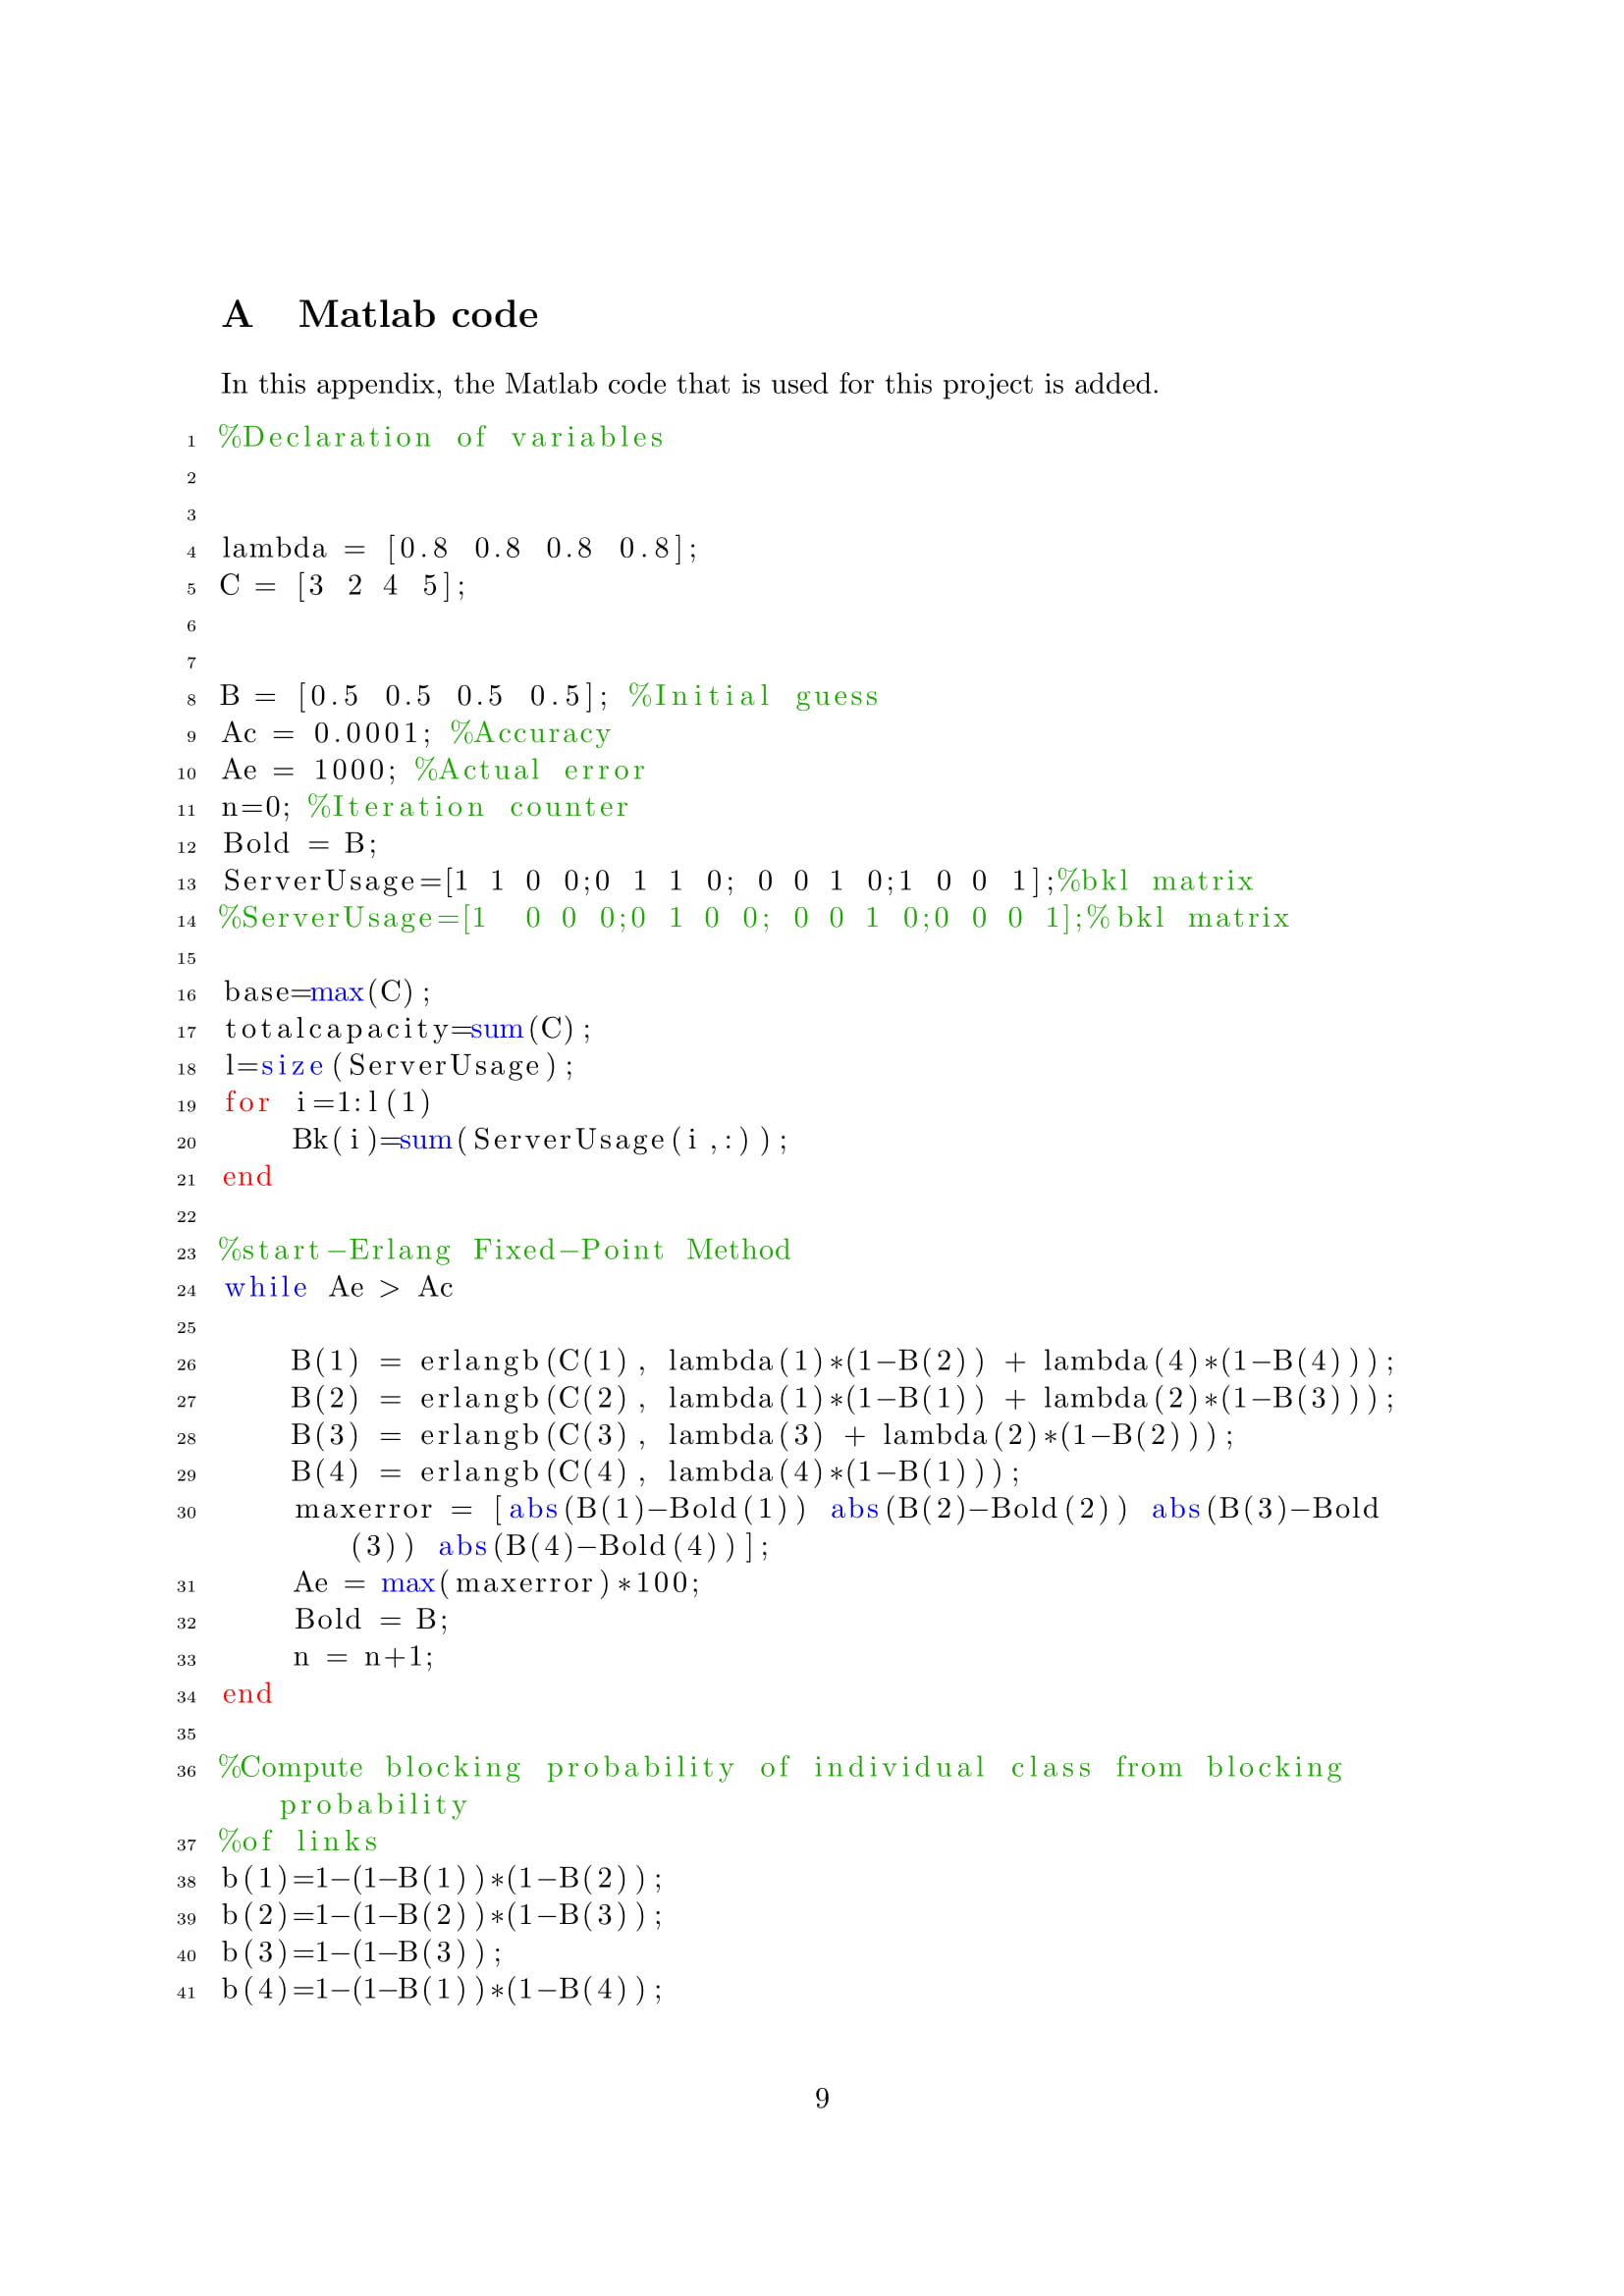 A Matlab code
In this appendix, the Matlab code that is used for this project is added.
1 %Declaration of variables
2
3
4 lambda = [0.8 0.8 0.8 0.8];
5 C = [3 2 4 5];
6
7
8 B = [0.5 0.5 0.5 0.5]; %Initial guess
9 Ac = 0.0001; %Accuracy
10 Ae = 1000; %Actual error
11 n=0; %Iteration counter
12 Bold = B;
13 ServerUsage=[1 1 0 0;0 1 1 0; 0 0 1 0;1 0 0 1];%bkl matrix
14 %ServerUsage=[1 0 0 0;0 1 0 0; 0 0 1 0;0 0 0 1];% bkl matrix
15
16 base=max(C);
17 totalcapacity=sum(C);
18 l=size(ServerUsage);
19 for i=1:l(1)
20 Bk(i)=sum(ServerUsage(i,:));
21 end
22
23 %start-Erlang Fixed-Point Method
24 while Ae > Ac
25
26 B(1) = erlangb(C(1), lambda(1)*(1-B(2)) + lambda(4)*(1-B(4)));
27 B(2) = erlangb(C(2), lambda(1)*(1-B(1)) + lambda(2)*(1-B(3)));
28 B(3) = erlangb(C(3), lambda(3) + lambda(2)*(1-B(2)));
29 B(4) = erlangb(C(4), lambda(4)*(1-B(1)));
30 maxerror = [abs(B(1)-Bold(1)) abs(B(2)-Bold(2)) abs(B(3)-Bold
(3)) abs(B(4)-Bold(4))];
31 Ae = max(maxerror)*100;
32 Bold = B;
33 n = n+1;
34 end
35
36 %Compute blocking probability of individual class from blocking
probability
37 %of links
38 b(1)=1-(1-B(1))*(1-B(2));
39 b(2)=1-(1-B(2))*(1-B(3));
40 b(3)=1-(1-B(3));
41 b(4)=1-(1-B(1))*(1-B(4));
9